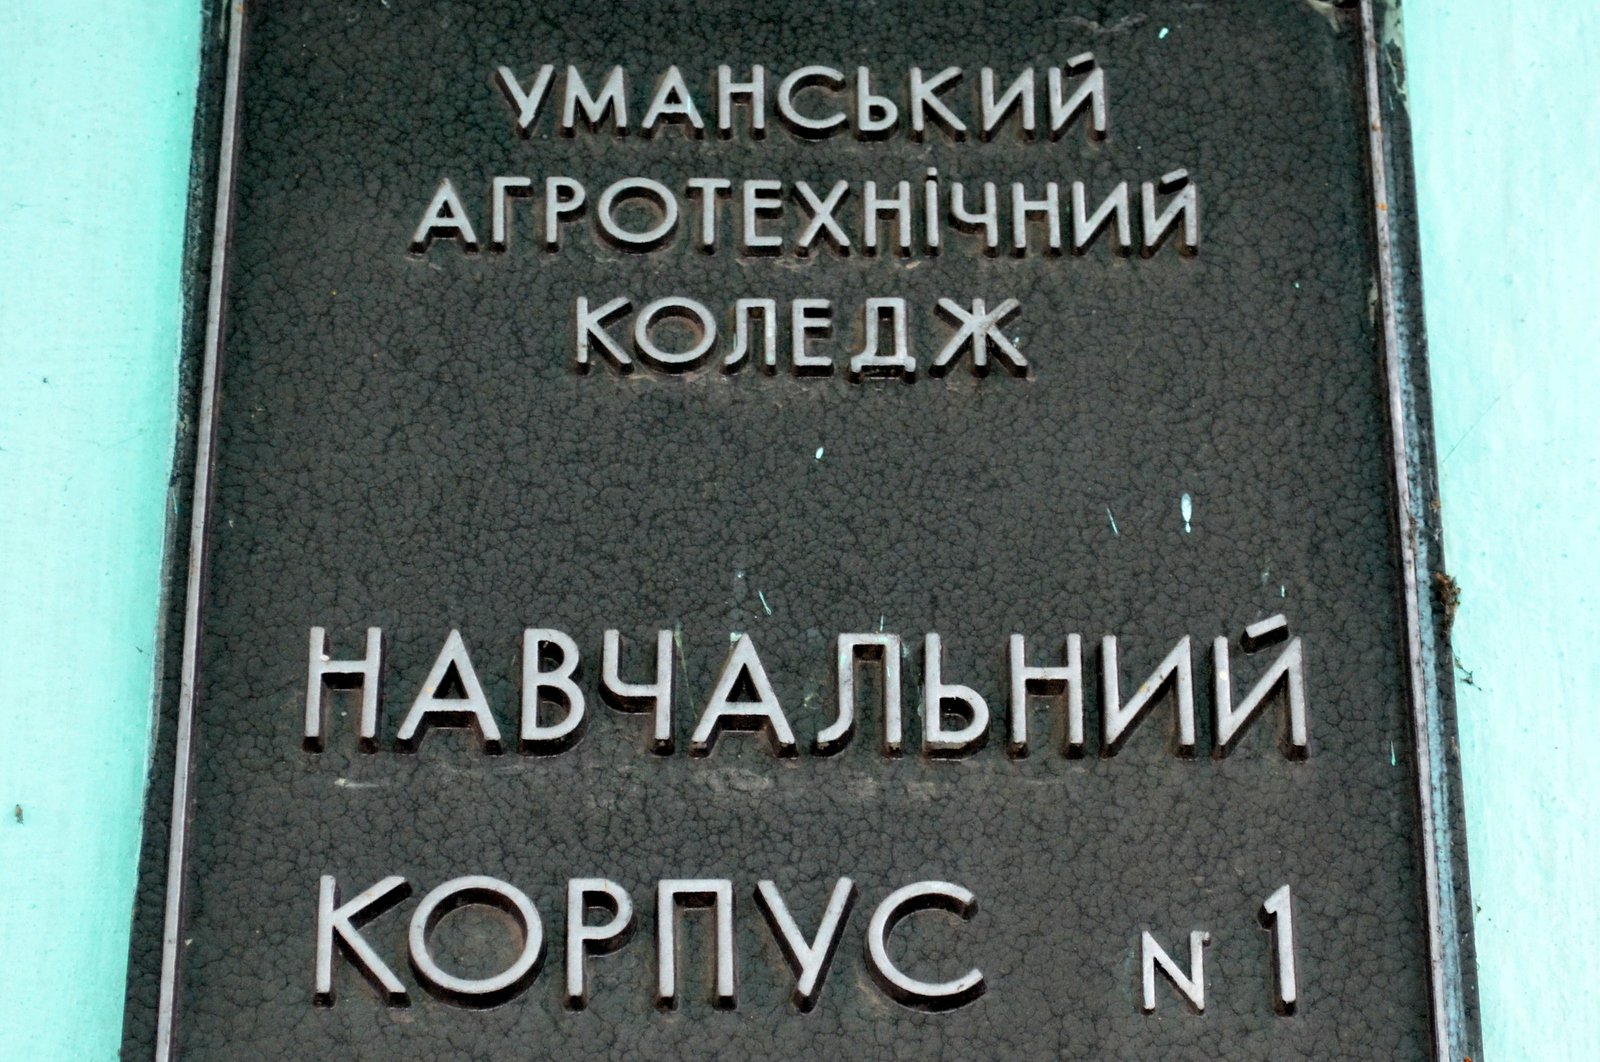 УМАНСЬКИЙ
АГРОТЕХНІЧНИЙ
КОЛЕДЖ
НАВЧАЛЬНИЙ
КОРПУС N 1